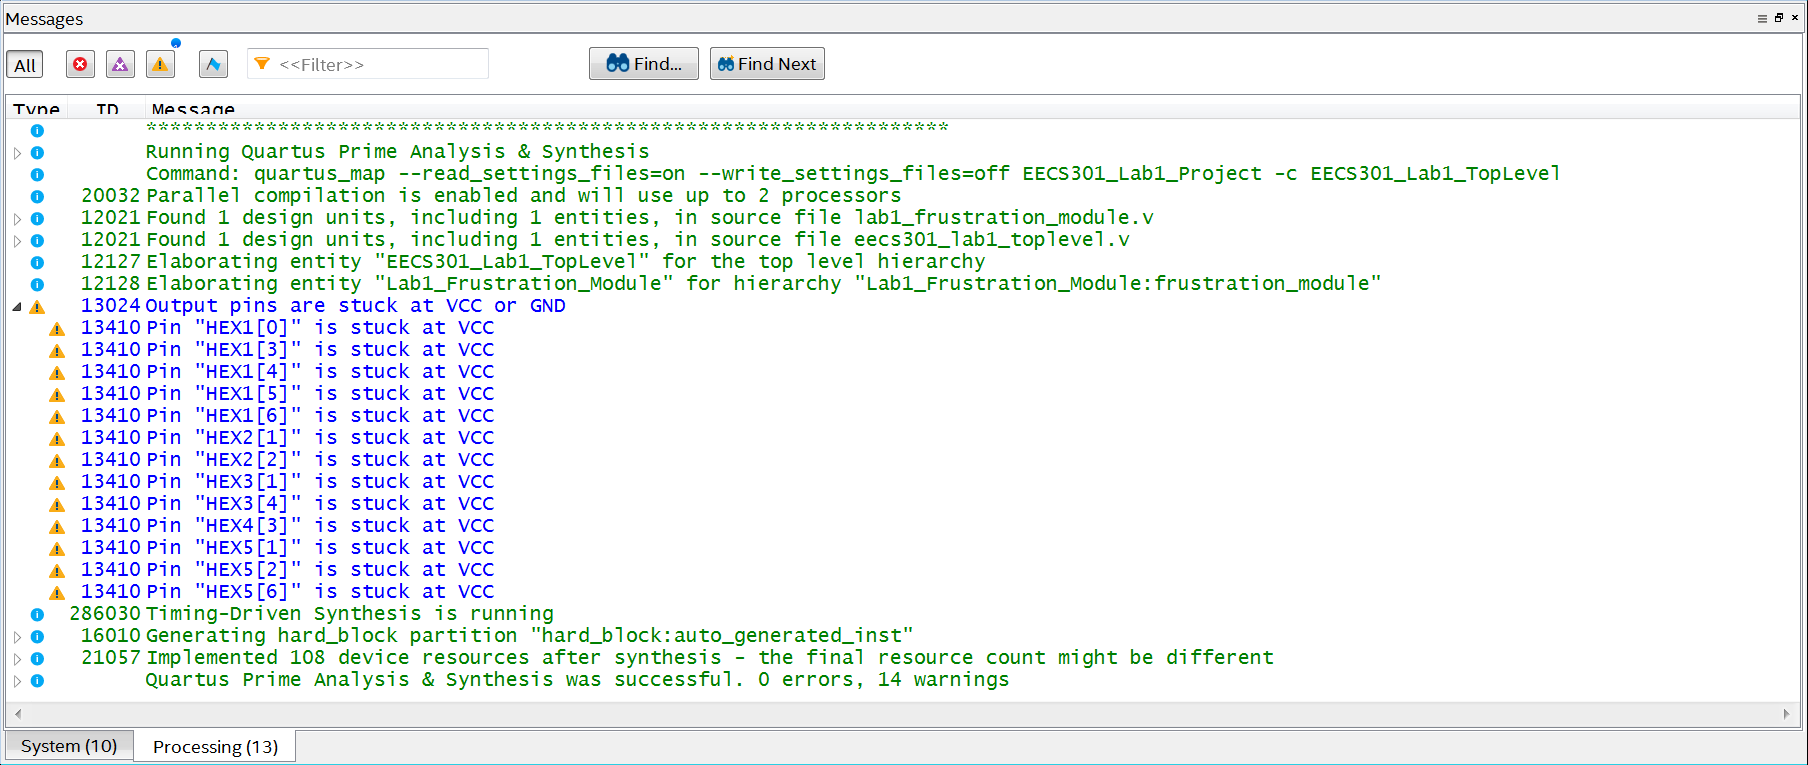 Messages
All <<Filter>> Find... Find Next
Type ID Message
*******************************************************************
Running Quartus Prime Analysis & Synthesis
Command: quartus_map --read_settings_files=on --write_settings_files=off EECS301_Lab1_Project -c EECS301_Lab1_TopLevel
20032 Parallel compilation is enabled and will use up to 2 processors
12021 Found 1 design units, including 1 entities, in source file lab1_frustration_module.v
12021 Found 1 design units, including 1 entities, in source file eecs301_lab1_toplevel.v
12127 Elaborating entity "EECS301_Lab1_TopLevel" for the top level hierarchy
12128 Elaborating entity "Lab1_Frustration_Module" for hierarchy "Lab1_Frustration_Module:frustration_module"
13024 Output pins are stuck at VCC or GND
13410 Pin "HEX1[0]" is stuck at VCC
13410 Pin "HEX1[3]" is stuck at VCC
13410 Pin "HEX1[4]" is stuck at VCC
13410 Pin "HEX1[5]" is stuck at VCC
13410 Pin "HEX1[6]" is stuck at VCC
13410 Pin "HEX2[1]" is stuck at VCC
13410 Pin "HEX2[2]" is stuck at VCC
13410 Pin "HEX3[1]" is stuck at VCC
13410 Pin "HEX3[4]" is stuck at VCC
13410 Pin "HEX4[3]" is stuck at VCC
13410 Pin "HEX5[1]" is stuck at VCC
13410 Pin "HEX5[2]" is stuck at VCC
13410 Pin "HEX5[6]" is stuck at VCC
286030 Timing-Driven Synthesis is running
16010 Generating hard_block partition "hard_block:auto_generated_inst"
21057 Implemented 108 device resources after synthesis - the final resource count might be different
Quartus Prime Analysis & Synthesis was successful. 0 errors, 14 warnings
System (10) Processing (13)